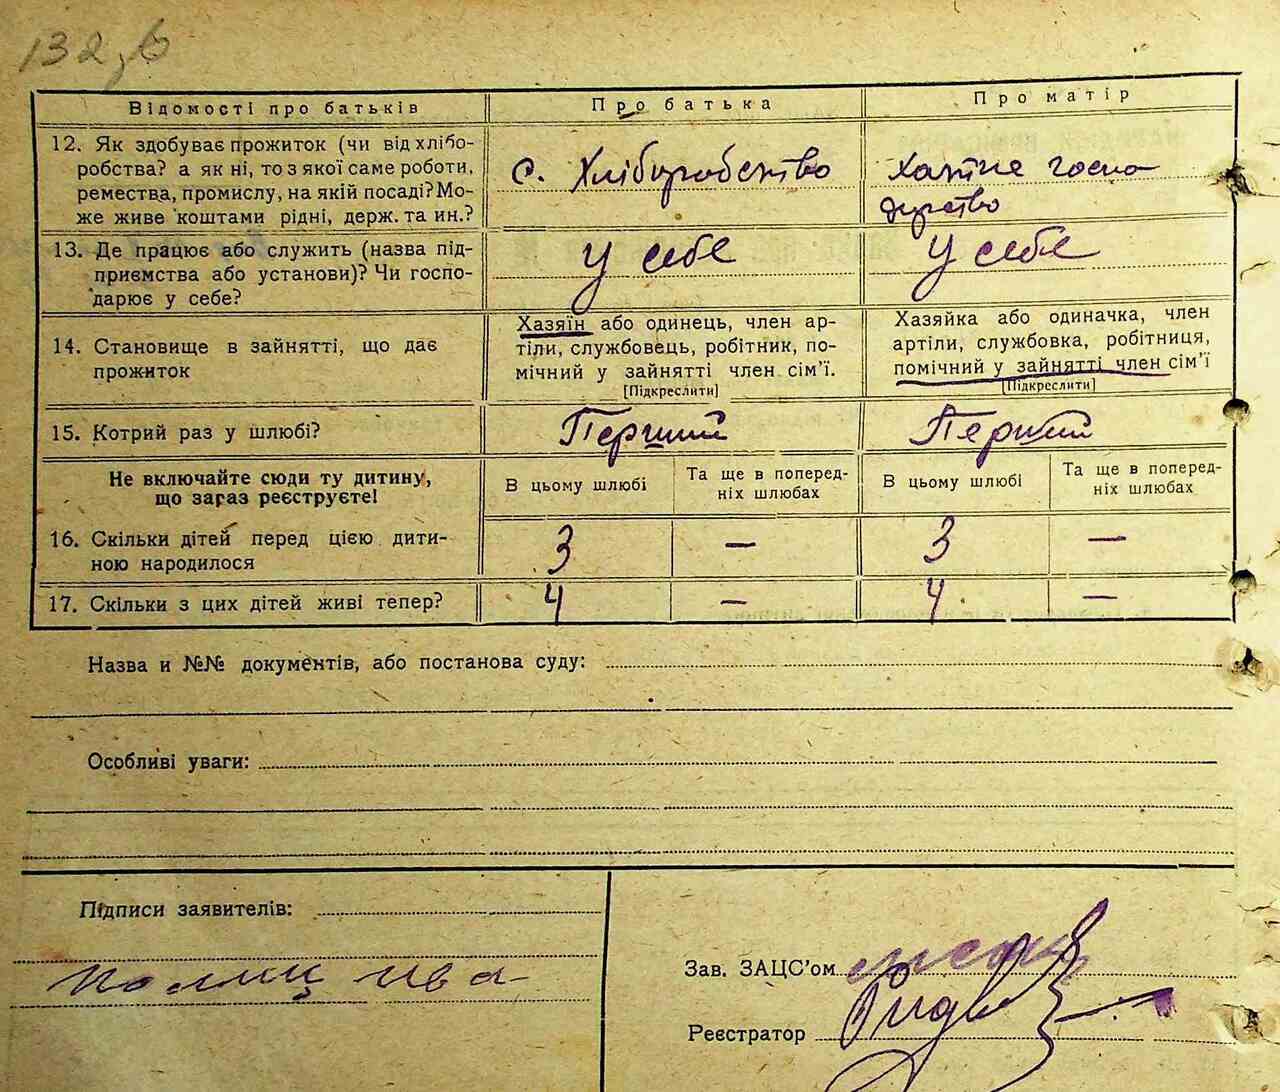 132 зв
Відомості про батьків
Про батька
Про матір
12. Як здобуває прожиток (чи від хлібо-
робства? а як ні, то з якої саме роботи,
ремества, промислу, на якій посаді? Мо-
же живе коштами рідні, держ. та ин.?
с. Хліборобство
Хатнє госпо
дарство
13. Де працює або служить (назва під-
приємства або установи)? Чи госпо-
дарює у себе?
У себе
У себе
14. Становище в зайнятті, що дає
прожиток
Хазяїн або одинець, член ар-
тіли, службовець, робітник, по-
мічний у зайнятті член сім’ї.
[Підкреслити]
Хазяйка або одиначка, член
артіли, службовка, робітниця,
помічний у зайнятті член сім’ї
[Підкреслити]
15. Котрий раз у шлюбі?
Перший
Перший
Не включайте сюди ту дитину,
що зараз реєструєте!
В цьому шлюбі
Та ще в поперед-
ніх шлюбах
В цьому шлюбі
Та ще в поперед-
ніх шлюбах
16. Скільки дітей перед цією дити-
ною народилося
3
—
3
—
17. Скільки з цих дітей живі тепер?
4
—
4
—
Назва и №№ документів, або постанова суду:
Особливі уваги:
Підписи заявителів:
Зав. ЗАЦС’ом
Реєстратор